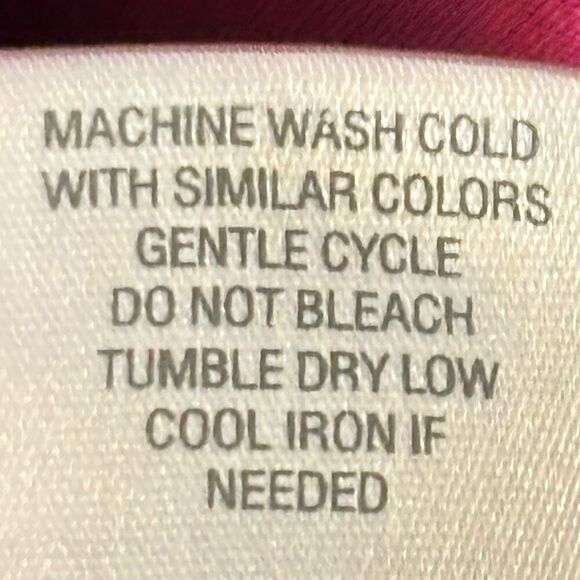 MACHINE WASH COLD
WITH SIMILAR COLORS
GENTLE CYCLE
DO NOT BLEACH
TUMBLE DRY LOW
COOL IRON IF
NEEDED